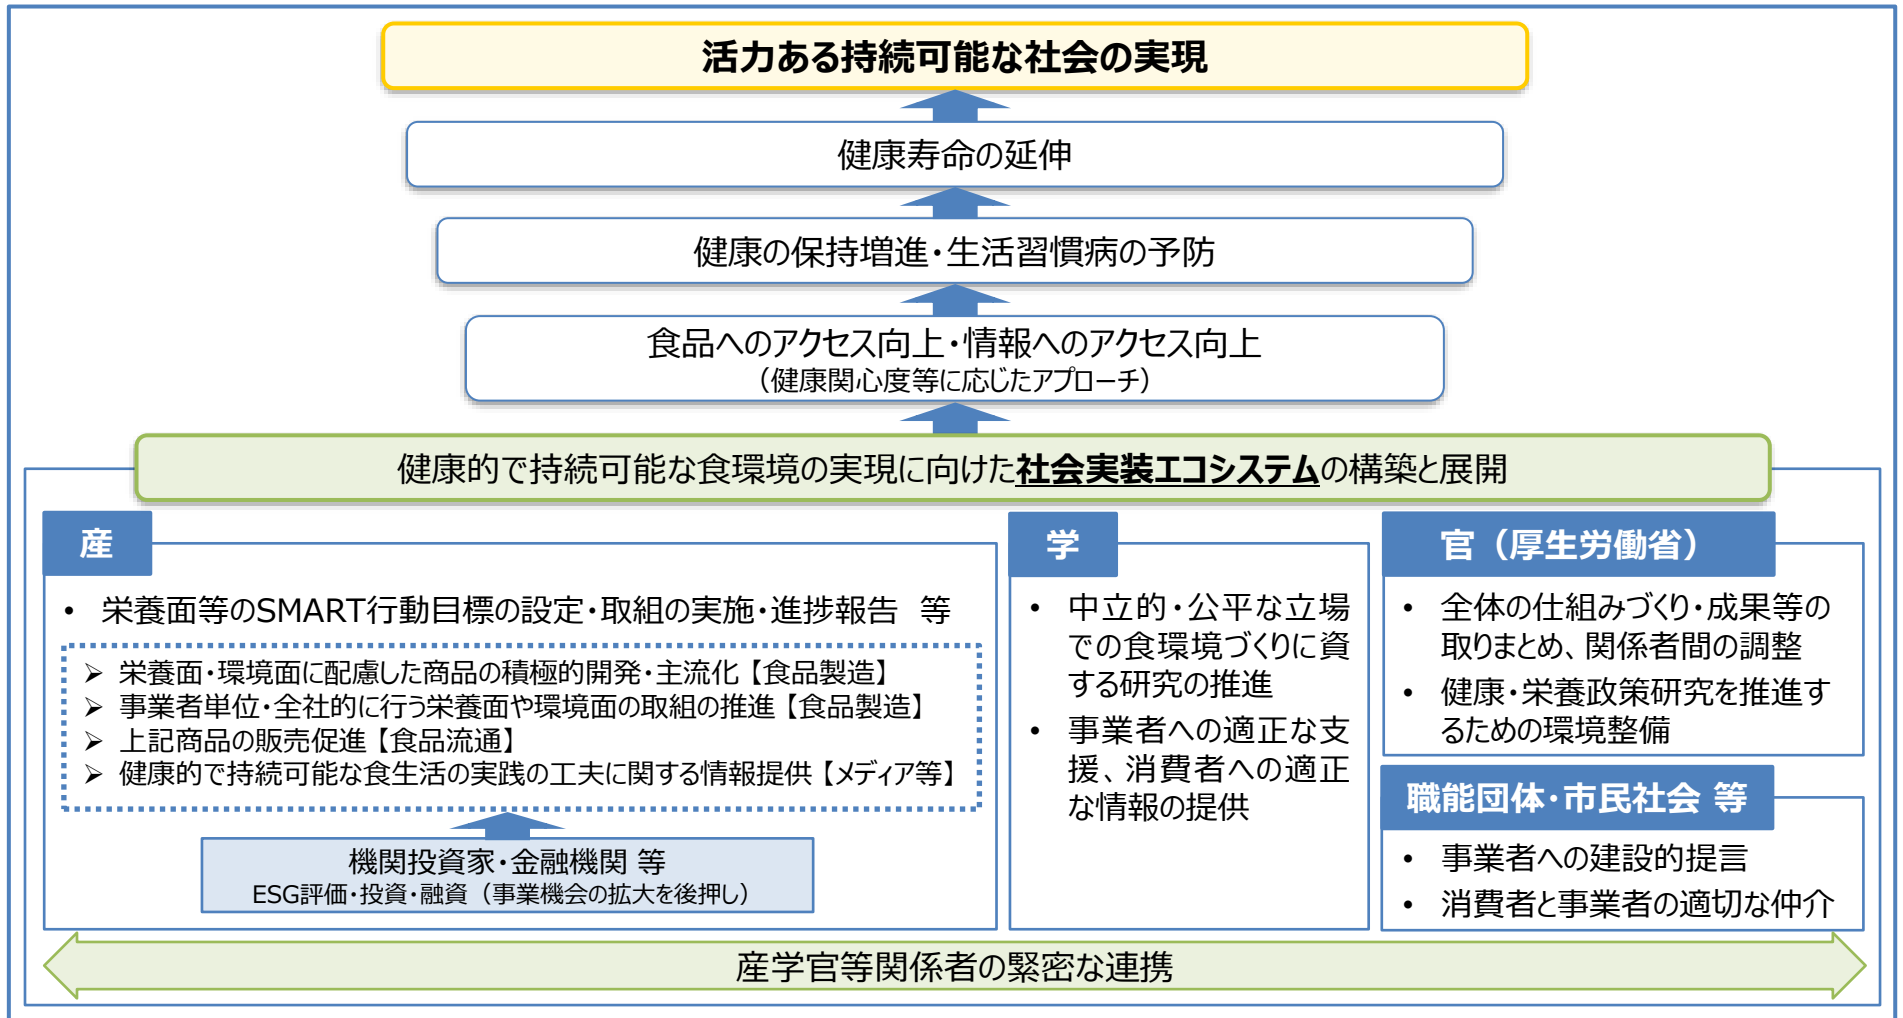 活力ある持続可能な社会の実現
健康寿命の延伸
健康の保持増進・生活習慣病の予防
食品へのアクセス向上・情報へのアクセス向上
（健康関心度等に応じたアプローチ）
健康的で持続可能な食環境の実現に向けた社会実装エコシステムの構築と展開
産
• 栄養面等のSMART行動目標の設定・取組の実施・進捗報告　等
➢ 栄養面・環境面に配慮した商品の積極的開発・主流化【食品製造】
➢ 事業者単位・全社的に行う栄養面や環境面の取組の推進【食品製造】
➢ 上記商品の販売促進【食品流通】
➢ 健康的で持続可能な食生活の実践の工夫に関する情報提供【メディア等】
機関投資家・金融機関 等
ESG評価・投資・融資（事業機会の拡大を後押し）
学
• 中立的・公平な立場
での食環境づくりに資
する研究の推進
• 事業者への適正な支
援、消費者への適正
な情報の提供
官（厚生労働省）
• 全体の仕組みづくり・成果等の
取りまとめ、関係者間の調整
• 健康・栄養政策研究を推進す
るための環境整備
職能団体・市民社会 等
• 事業者への建設的提言
• 消費者と事業者の適切な仲介
産学官等関係者の緊密な連携